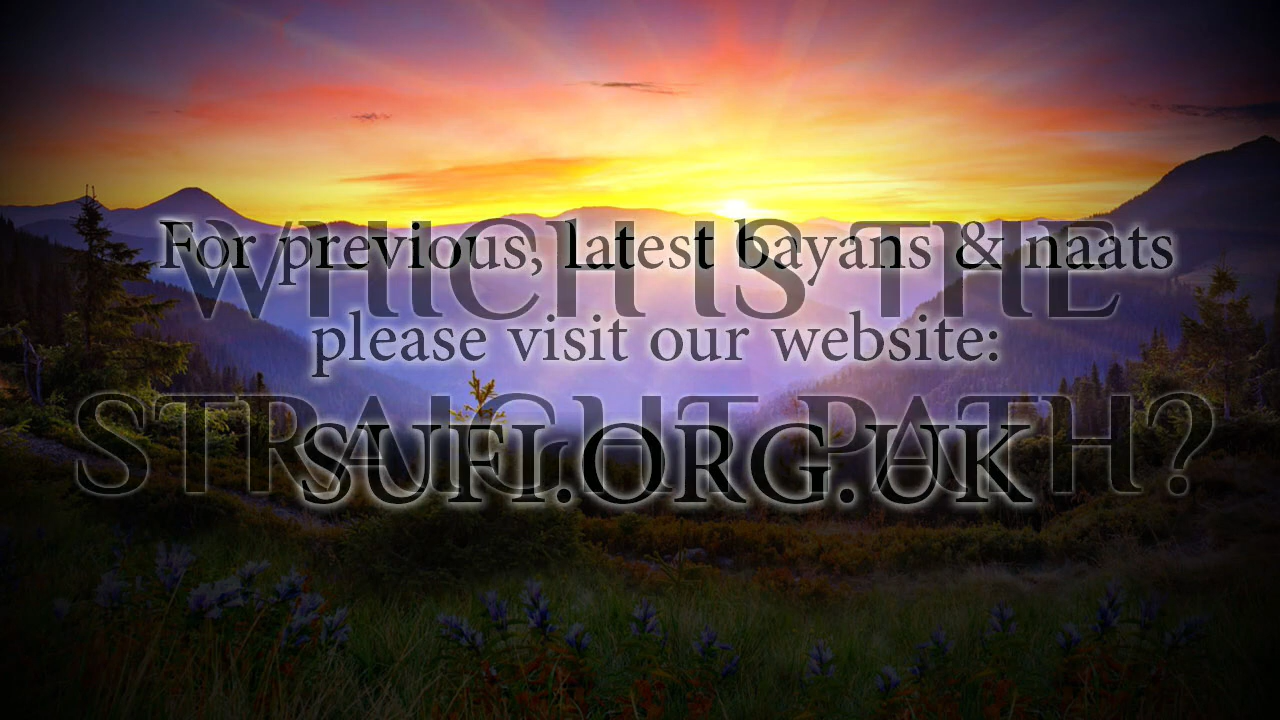 For previous, latest bayans & naats
please visit our website:
SUFI.ORG.UK
WHICH IS THE
STRAIGHT PATH?